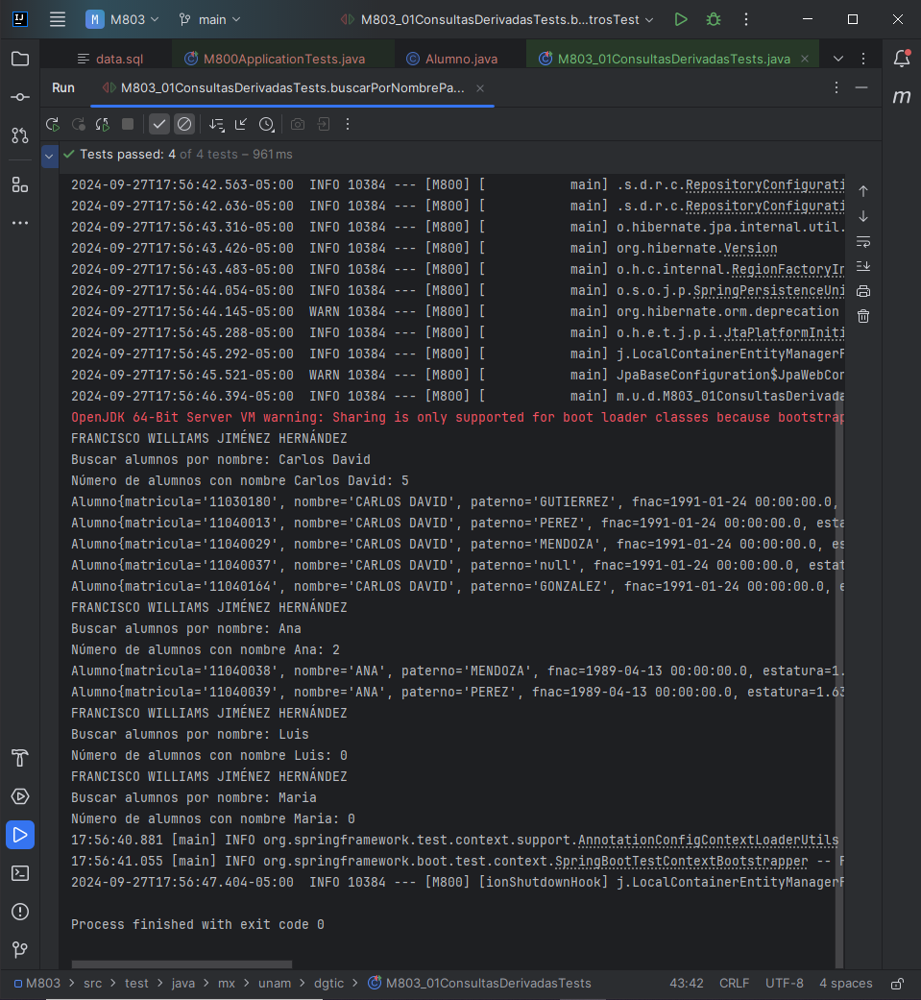 M M803 main M803_01ConsultasDerivadasTests.b...trosTest
data.sql M800ApplicationTests.java Alumno.java M803_01ConsultasDerivadasTests.java
Run M803_01ConsultasDerivadasTests.buscarPorNombrePa...
Tests passed: 4 of 4 tests – 961 ms
2024-09-27T17:56:42.563-05:00  INFO 10384 --- [M800] [           main] .s.d.r.c.RepositoryConfigurati
2024-09-27T17:56:42.636-05:00  INFO 10384 --- [M800] [           main] .s.d.r.c.RepositoryConfigurati
2024-09-27T17:56:43.316-05:00  INFO 10384 --- [M800] [           main] o.hibernate.jpa.internal.util.
2024-09-27T17:56:43.426-05:00  INFO 10384 --- [M800] [           main] org.hibernate.Version
2024-09-27T17:56:43.483-05:00  INFO 10384 --- [M800] [           main] o.h.c.internal.RegionFactoryIn
2024-09-27T17:56:44.054-05:00  INFO 10384 --- [M800] [           main] o.s.o.j.p.SpringPersistenceUni
2024-09-27T17:56:44.145-05:00  WARN 10384 --- [M800] [           main] org.hibernate.orm.deprecation
2024-09-27T17:56:45.288-05:00  INFO 10384 --- [M800] [           main] o.h.e.t.j.p.i.JtaPlatformIniti
2024-09-27T17:56:45.292-05:00  INFO 10384 --- [M800] [           main] j.LocalContainerEntityManagerF
2024-09-27T17:56:45.521-05:00  WARN 10384 --- [M800] [           main] JpaBaseConfiguration$JpaWebCon
2024-09-27T17:56:46.394-05:00  INFO 10384 --- [M800] [           main] m.u.d.M803_01ConsultasDerivada
OpenJDK 64-Bit Server VM warning: Sharing is only supported for boot loader classes because bootstrap
FRANCISCO WILLIAMS JIMÉNEZ HERNÁNDEZ
Buscar alumnos por nombre: Carlos David
Número de alumnos con nombre Carlos David: 5
Alumno{matricula='11030180', nombre='CARLOS DAVID', paterno='GUTIERREZ', fnac=1991-01-24 00:00:00.0,
Alumno{matricula='11040013', nombre='CARLOS DAVID', paterno='PEREZ', fnac=1991-01-24 00:00:00.0, esta
Alumno{matricula='11040029', nombre='CARLOS DAVID', paterno='MENDOZA', fnac=1991-01-24 00:00:00.0, es
Alumno{matricula='11040037', nombre='CARLOS DAVID', paterno='null', fnac=1991-01-24 00:00:00.0, estat
Alumno{matricula='11040164', nombre='CARLOS DAVID', paterno='GONZALEZ', fnac=1991-01-24 00:00:00.0, e
FRANCISCO WILLIAMS JIMÉNEZ HERNÁNDEZ
Buscar alumnos por nombre: Ana
Número de alumnos con nombre Ana: 2
Alumno{matricula='11040038', nombre='ANA', paterno='MENDOZA', fnac=1989-04-13 00:00:00.0, estatura=1.
Alumno{matricula='11040039', nombre='ANA', paterno='PEREZ', fnac=1989-04-13 00:00:00.0, estatura=1.63
FRANCISCO WILLIAMS JIMÉNEZ HERNÁNDEZ
Buscar alumnos por nombre: Luis
Número de alumnos con nombre Luis: 0
FRANCISCO WILLIAMS JIMÉNEZ HERNÁNDEZ
Buscar alumnos por nombre: Maria
Número de alumnos con nombre Maria: 0
17:56:40.881 [main] INFO org.springframework.test.context.support.AnnotationConfigContextLoaderUtils
17:56:41.055 [main] INFO org.springframework.boot.test.context.SpringBootTestContextBootstrapper -- F
2024-09-27T17:56:47.404-05:00  INFO 10384 --- [M800] [ionShutdownHook] j.LocalContainerEntityManagerF
Process finished with exit code 0
M803 > src > test > java > mx > unam > dgtic > M803_01ConsultasDerivadasTests 43:42 CRLF UTF-8 4 spaces